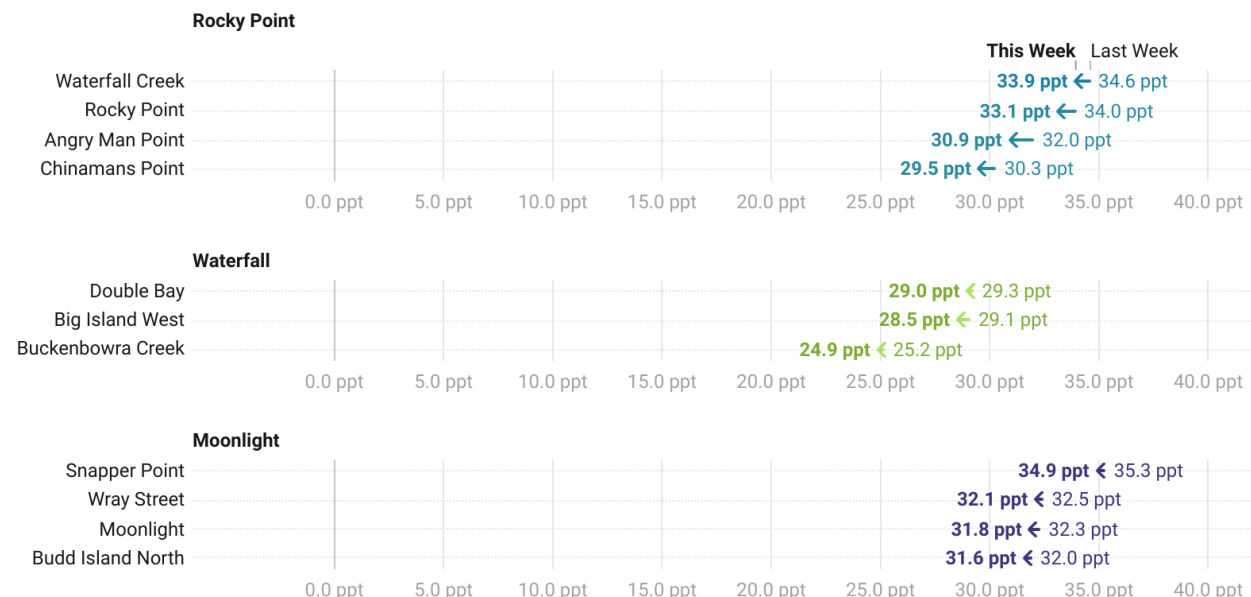 Rocky Point
This Week Last Week
Waterfall Creek 33.9 ppt 34.6 ppt
Rocky Point 33.1 ppt 34.0 ppt
Angry Man Point 30.9 ppt 32.0 ppt
Chinamans Point 29.5 ppt 30.3 ppt
0.0 ppt 5.0 ppt 10.0 ppt 15.0 ppt 20.0 ppt 25.0 ppt 30.0 ppt 35.0 ppt 40.0 ppt
Waterfall
Double Bay 29.0 ppt 29.3 ppt
Big Island West 28.5 ppt 29.1 ppt
Buckenbowra Creek 24.9 ppt 25.2 ppt
0.0 ppt 5.0 ppt 10.0 ppt 15.0 ppt 20.0 ppt 25.0 ppt 30.0 ppt 35.0 ppt 40.0 ppt
Moonlight
Snapper Point 34.9 ppt 35.3 ppt
Wray Street 32.1 ppt 32.5 ppt
Moonlight 31.8 ppt 32.3 ppt
Budd Island North 31.6 ppt 32.0 ppt
0.0 ppt 5.0 ppt 10.0 ppt 15.0 ppt 20.0 ppt 25.0 ppt 30.0 ppt 35.0 ppt 40.0 ppt